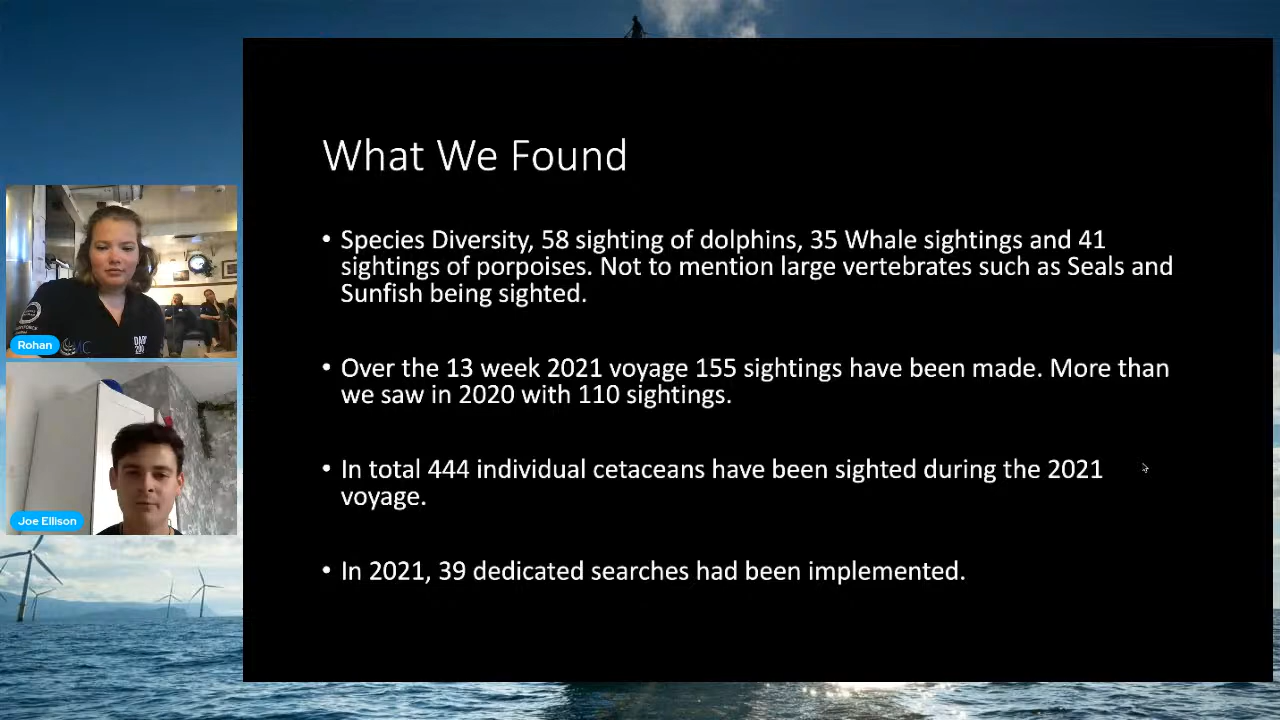 What We Found
• Species Diversity, 58 sighting of dolphins, 35 Whale sightings and 41
sightings of porpoises. Not to mention large vertebrates such as Seals and
Sunfish being sighted.
• Over the 13 week 2021 voyage 155 sightings have been made. More than
we saw in 2020 with 110 sightings.
• In total 444 individual cetaceans have been sighted during the 2021
voyage.
• In 2021, 39 dedicated searches had been implemented.
Rohan
Joe Ellison